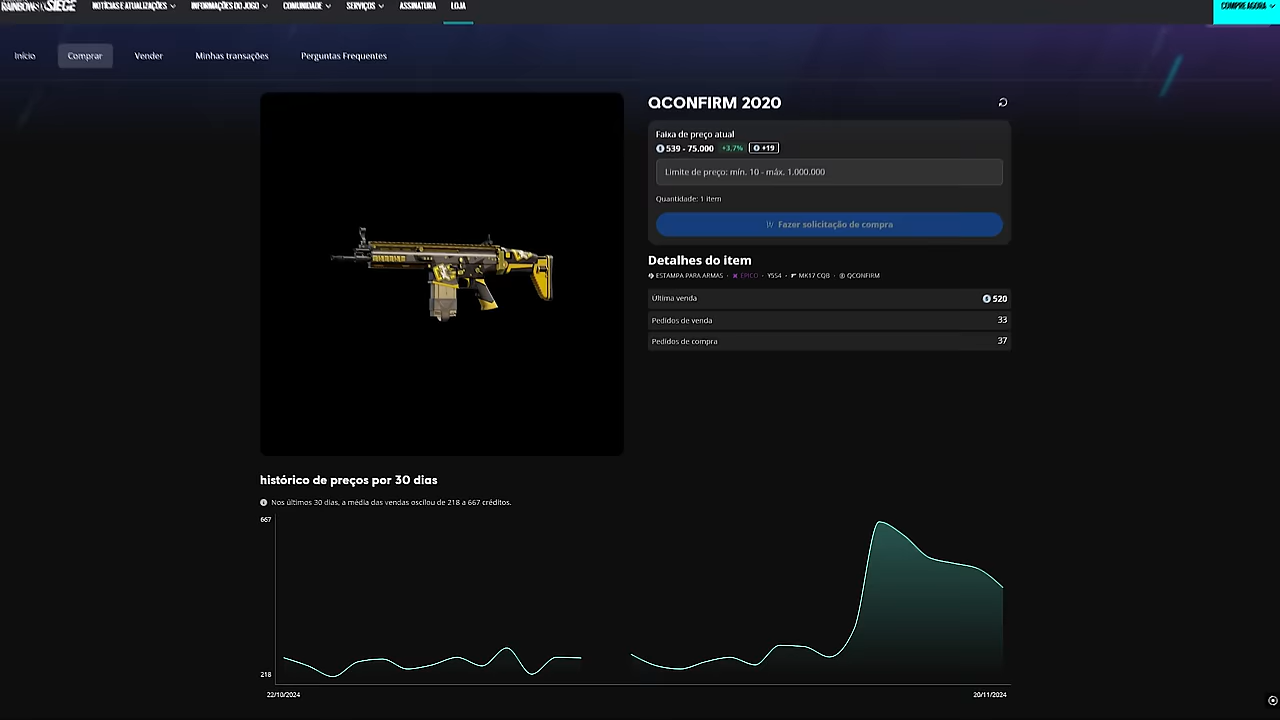 RAINBOW SIEGE NOTÍCIAS E ATUALIZAÇÕES INFORMAÇÕES DO JOGO COMUNIDADE SERVIÇOS ASSINATURA LOJA COMPRE AGORA
Início Comprar Vender Minhas transações Perguntas Frequentes
QCONFIRM 2020
Faixa de preço atual
539 - 75.000 +3,7% +19
Limite de preço: mín. 10 - máx. 1.000.000
Quantidade: 1 item
Fazer solicitação de compra
Detalhes do item
ESTAMPA PARA ARMAS · ÉPICO · Y5S4 · MK17 CQB · QCONFIRM
Última venda 520
Pedidos de venda 33
Pedidos de compra 37
histórico de preços por 30 dias
Nos últimos 30 dias, a média das vendas oscilou de 218 a 667 créditos.
667
218
22/10/2024 20/11/2024